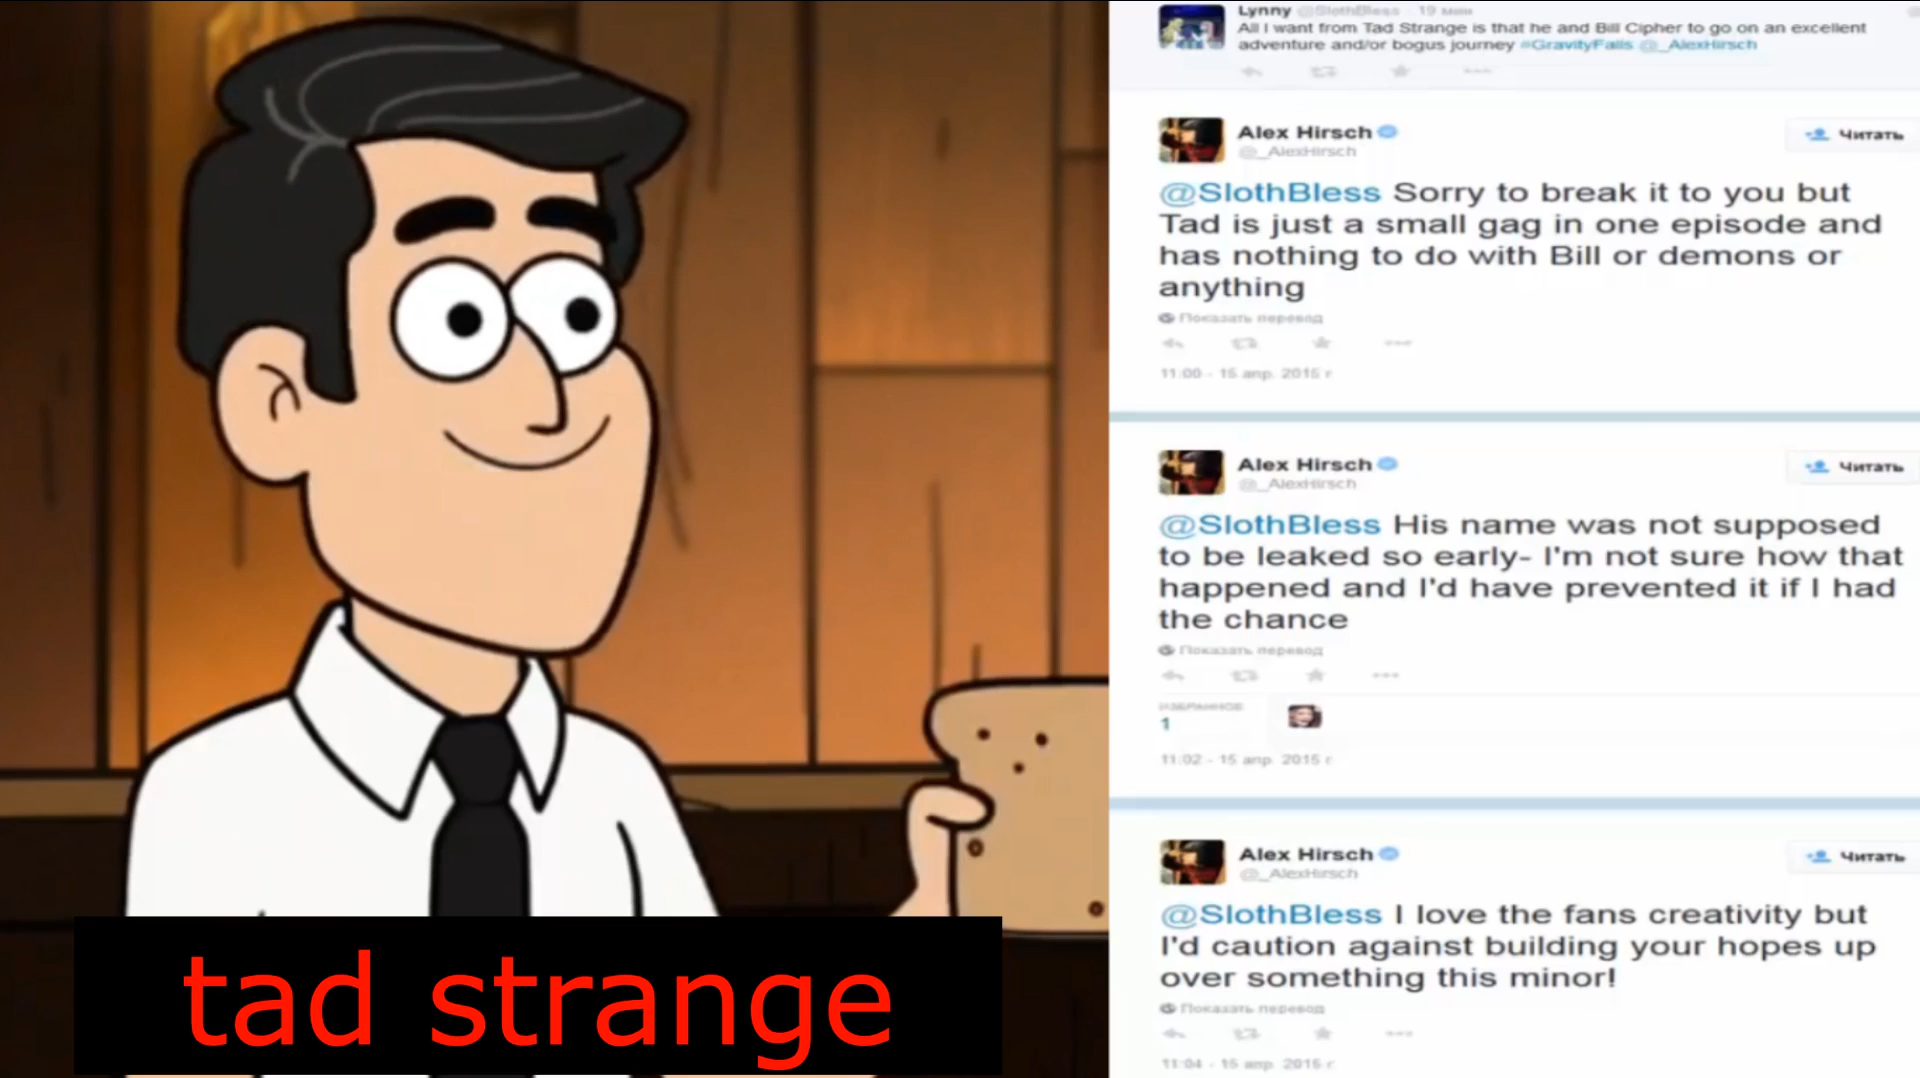 Lynny @SlothBless · 19 мин
All I want from Tad Strange is that he and Bill Cipher to go on an excellent
adventure and/or bogus journey #GravityFalls @_AlexHirsch
Alex Hirsch
@_AlexHirsch
Читать
@SlothBless Sorry to break it to you but
Tad is just a small gag in one episode and
has nothing to do with Bill or demons or
anything
Показать перевод
11:00 - 15 апр. 2015 г.
Alex Hirsch
@_AlexHirsch
Читать
@SlothBless His name was not supposed
to be leaked so early- I'm not sure how that
happened and I'd have prevented it if I had
the chance
Показать перевод
ИЗБРАННОЕ
1
11:02 - 15 апр. 2015 г.
Alex Hirsch
@_AlexHirsch
Читать
@SlothBless I love the fans creativity but
I'd caution against building your hopes up
over something this minor!
Показать перевод
11:04 - 15 апр. 2015 г.
tad strange